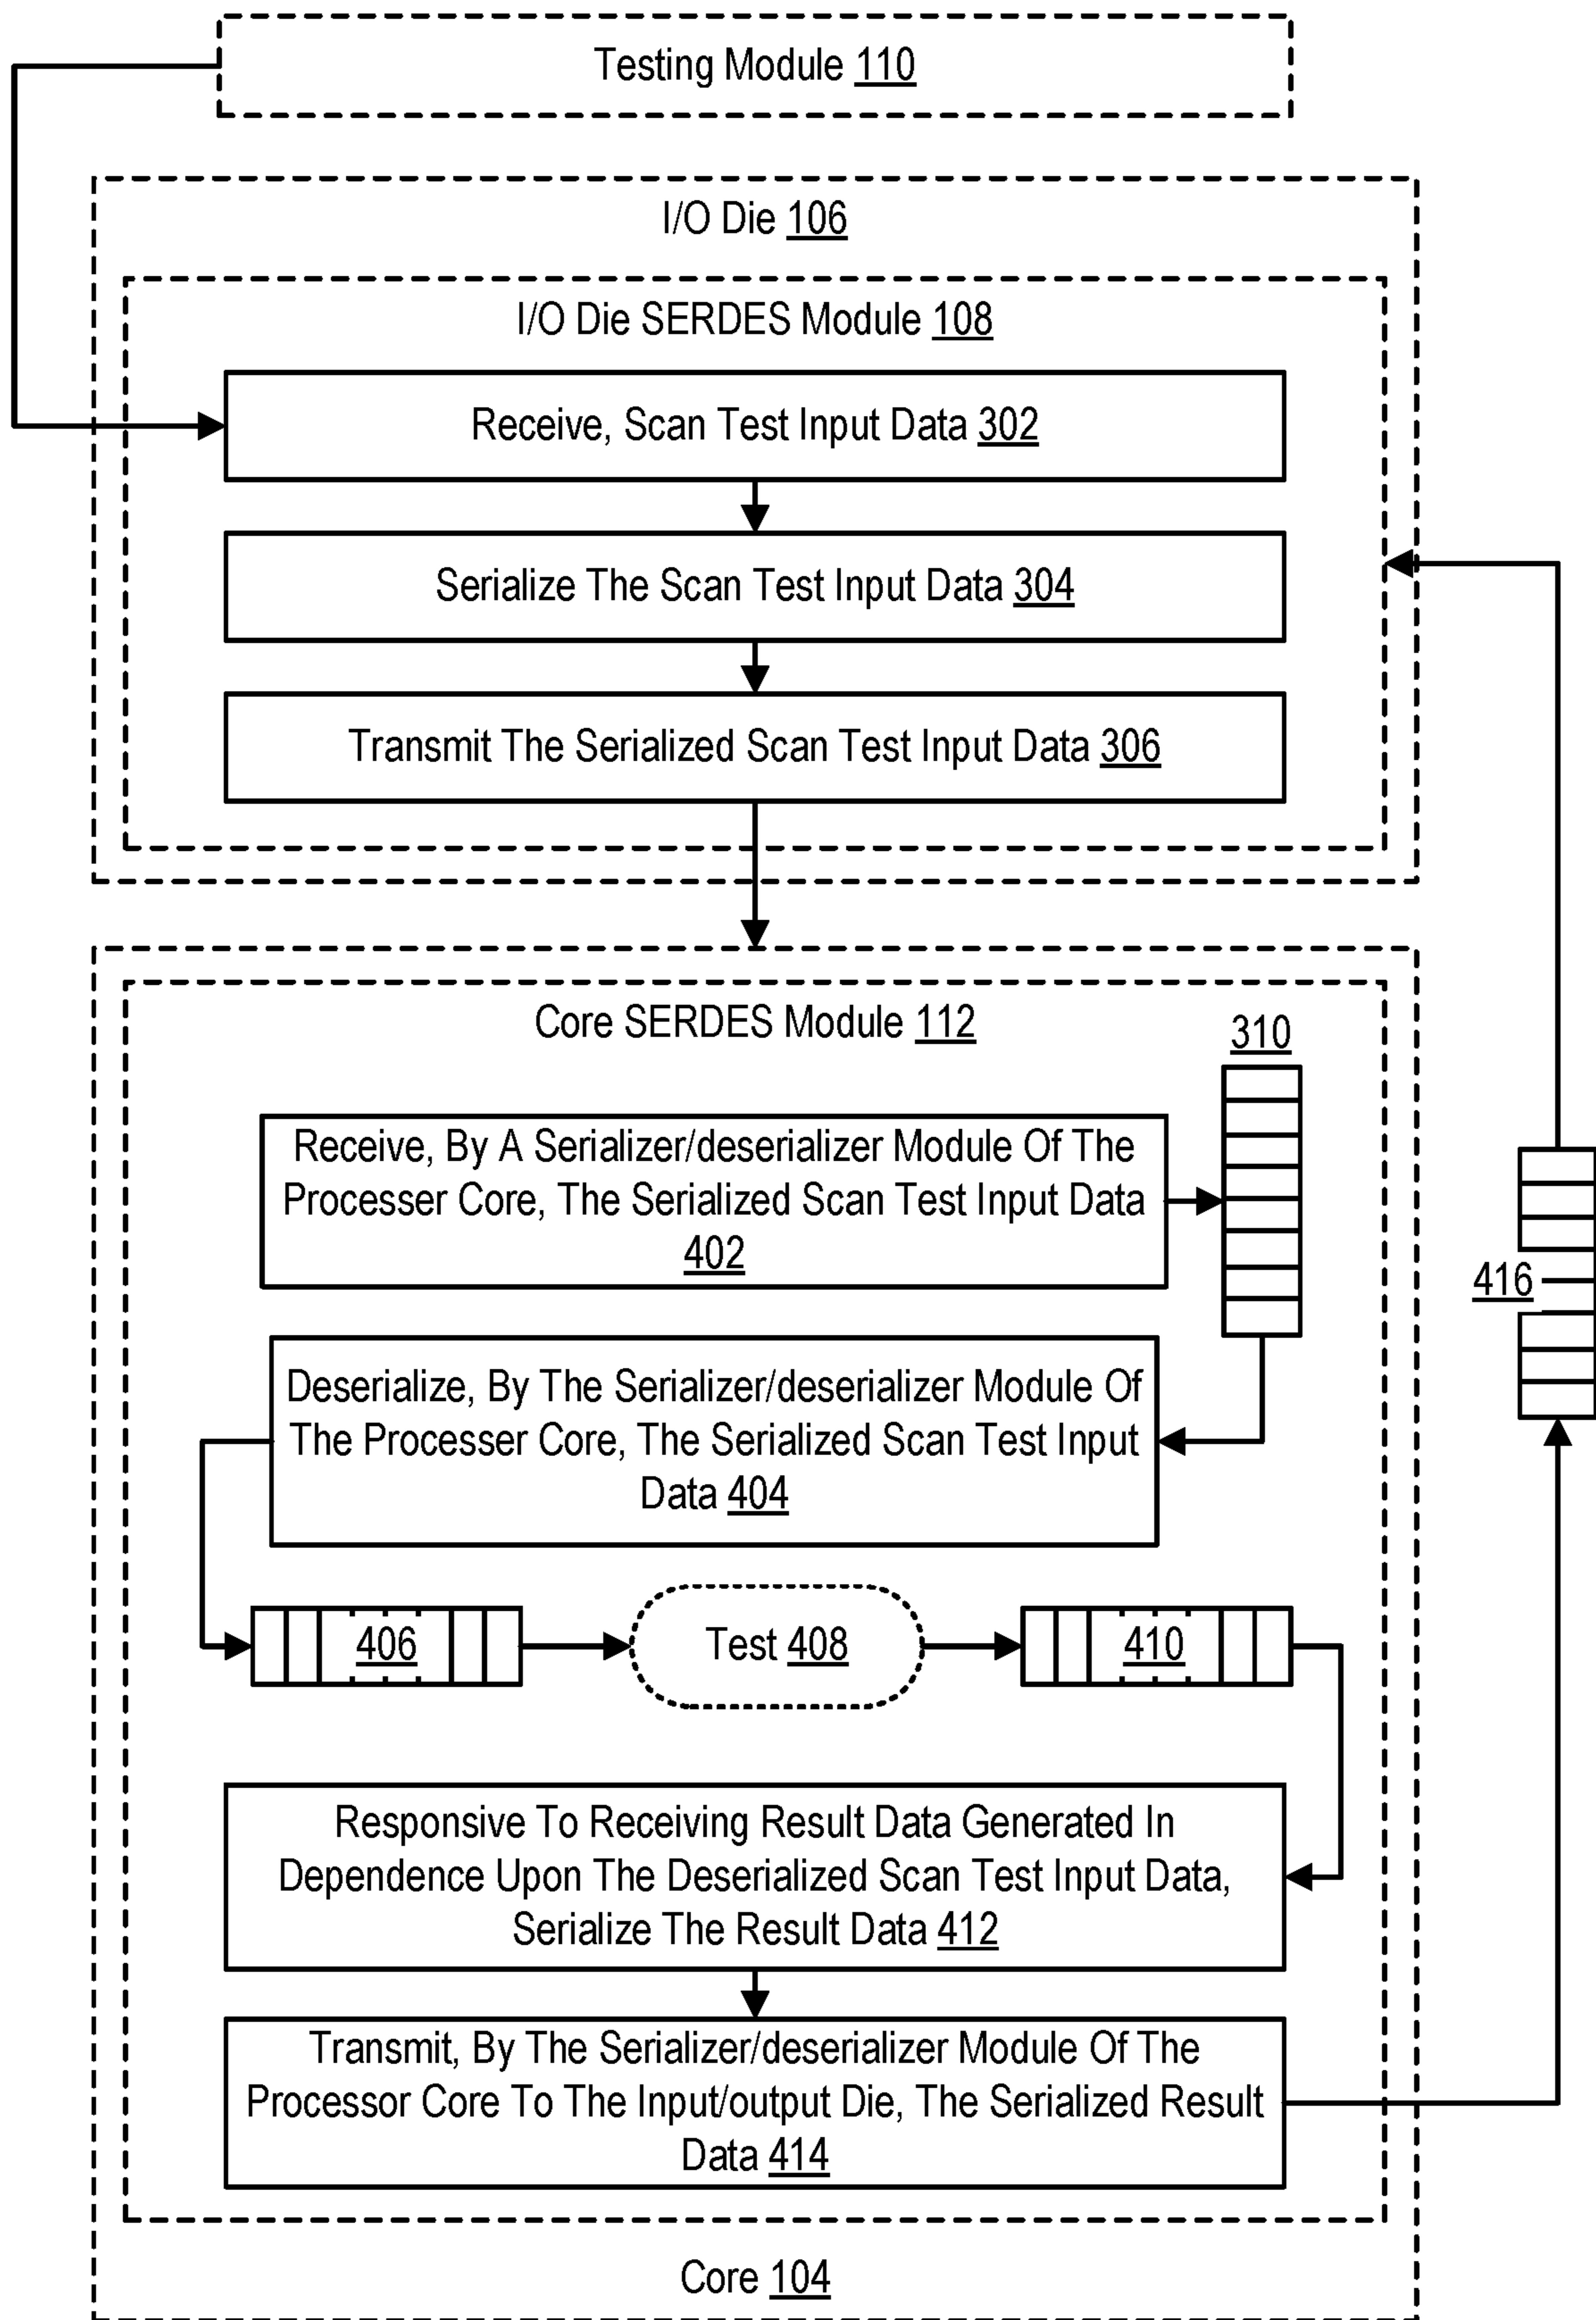 Testing Module 110
I/O Die 106
I/O Die SERDES Module 108
Receive, Scan Test Input Data 302
Serialize The Scan Test Input Data 304
Transmit The Serialized Scan Test Input Data 306
Core SERDES Module 112
310
Receive, By A Serializer/deserializer Module Of The
Processer Core, The Serialized Scan Test Input Data
402
416
Deserialize, By The Serializer/deserializer Module Of
The Processer Core, The Serialized Scan Test Input
Data 404
406
Test 408
410
Responsive To Receiving Result Data Generated In
Dependence Upon The Deserialized Scan Test Input Data,
Serialize The Result Data 412
Transmit, By The Serializer/deserializer Module Of The
Processor Core To The Input/output Die, The Serialized Result
Data 414
Core 104